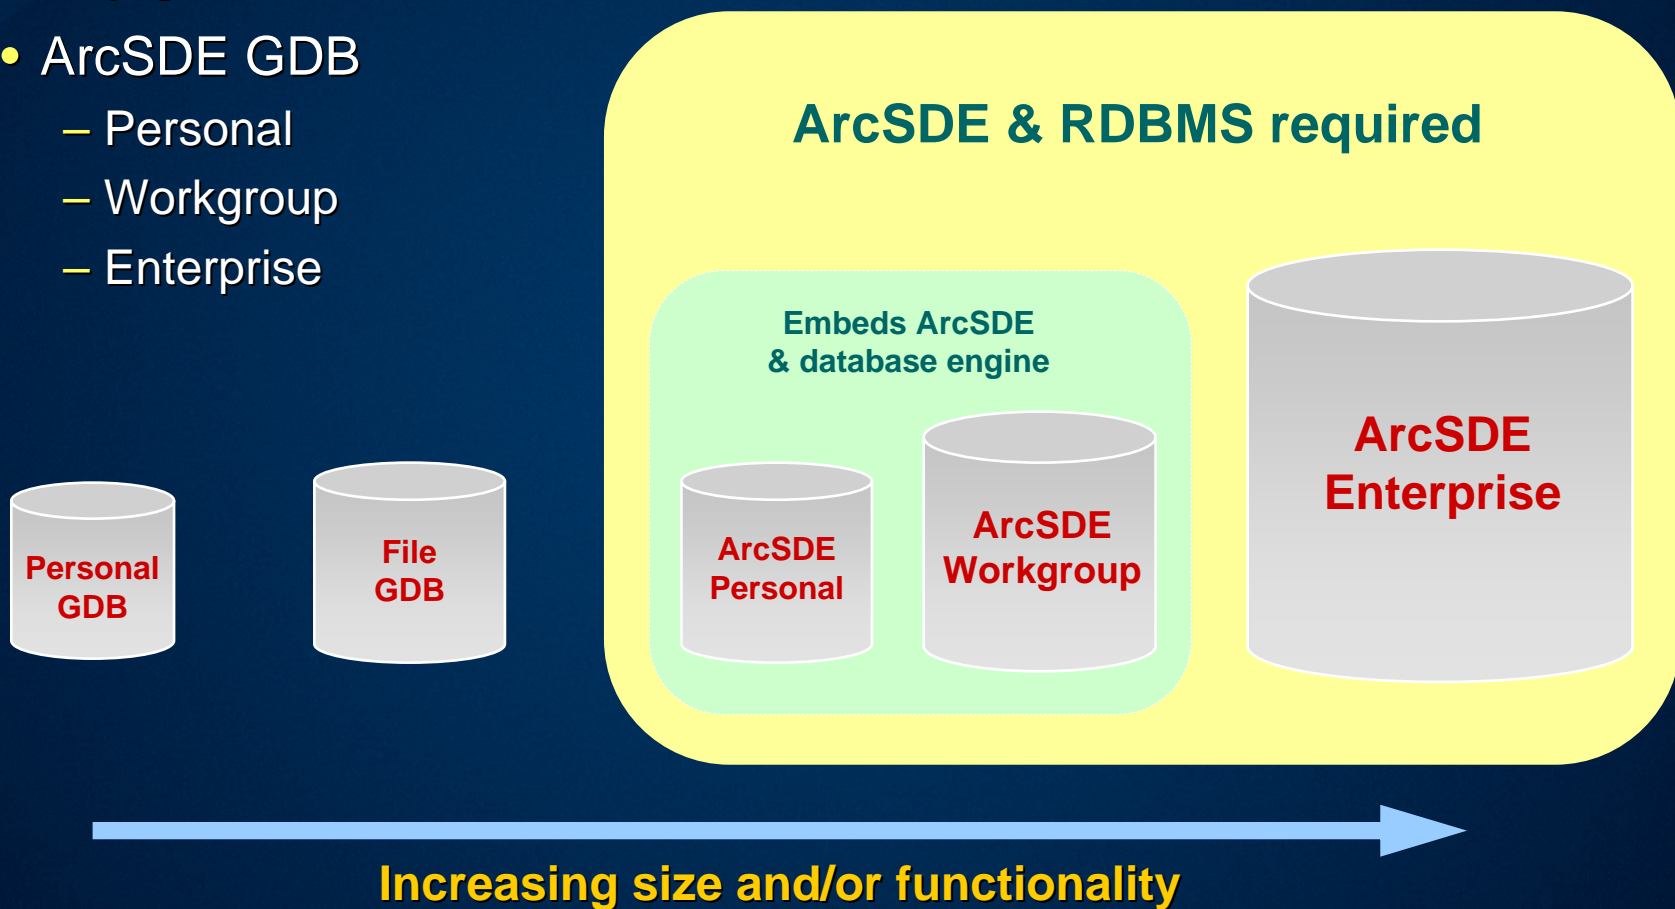 • ArcSDE GDB
– Personal
– Workgroup
– Enterprise
ArcSDE & RDBMS required
Embeds ArcSDE
& database engine
Personal
GDB
File
GDB
ArcSDE
Personal
ArcSDE
Workgroup
ArcSDE
Enterprise
Increasing size and/or functionality